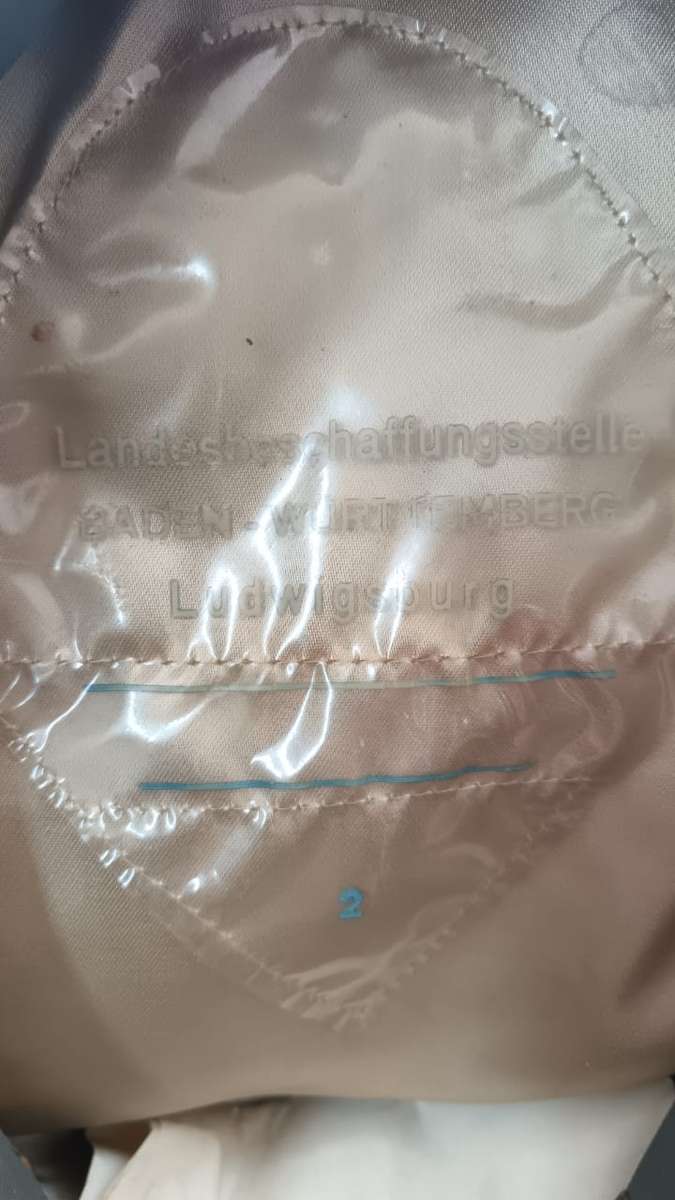 Landesbeschaffungsstelle
BADEN-WÜRTTEMBERG
Ludwigsburg
2